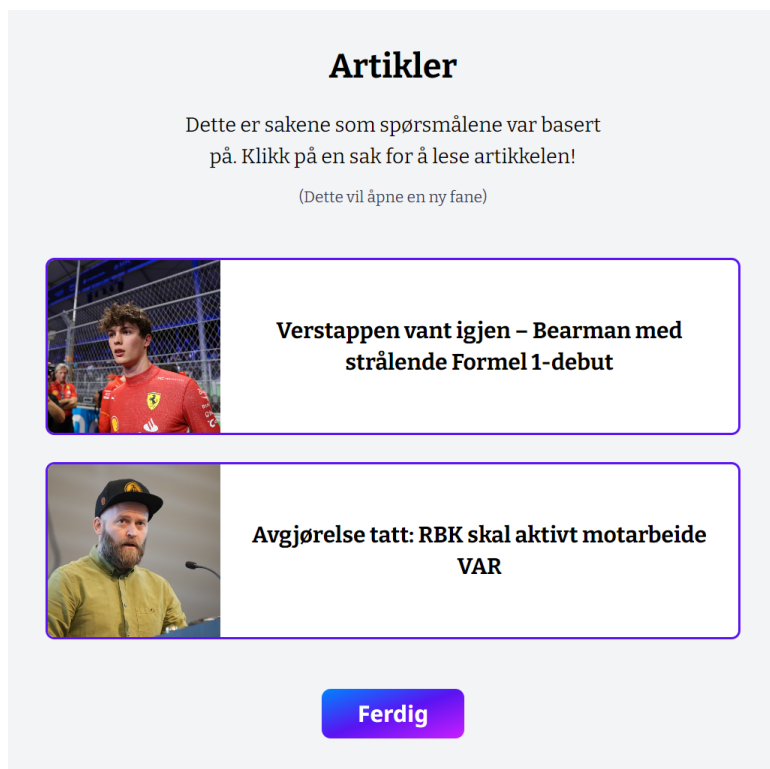 Artikler
Dette er sakene som spørsmålene var basert
på. Klikk på en sak for å lese artikkelen!
(Dette vil åpne en ny fane)
Verstappen vant igjen – Bearman med
strålende Formel 1-debut
Avgjørelse tatt: RBK skal aktivt motarbeide
VAR
Ferdig